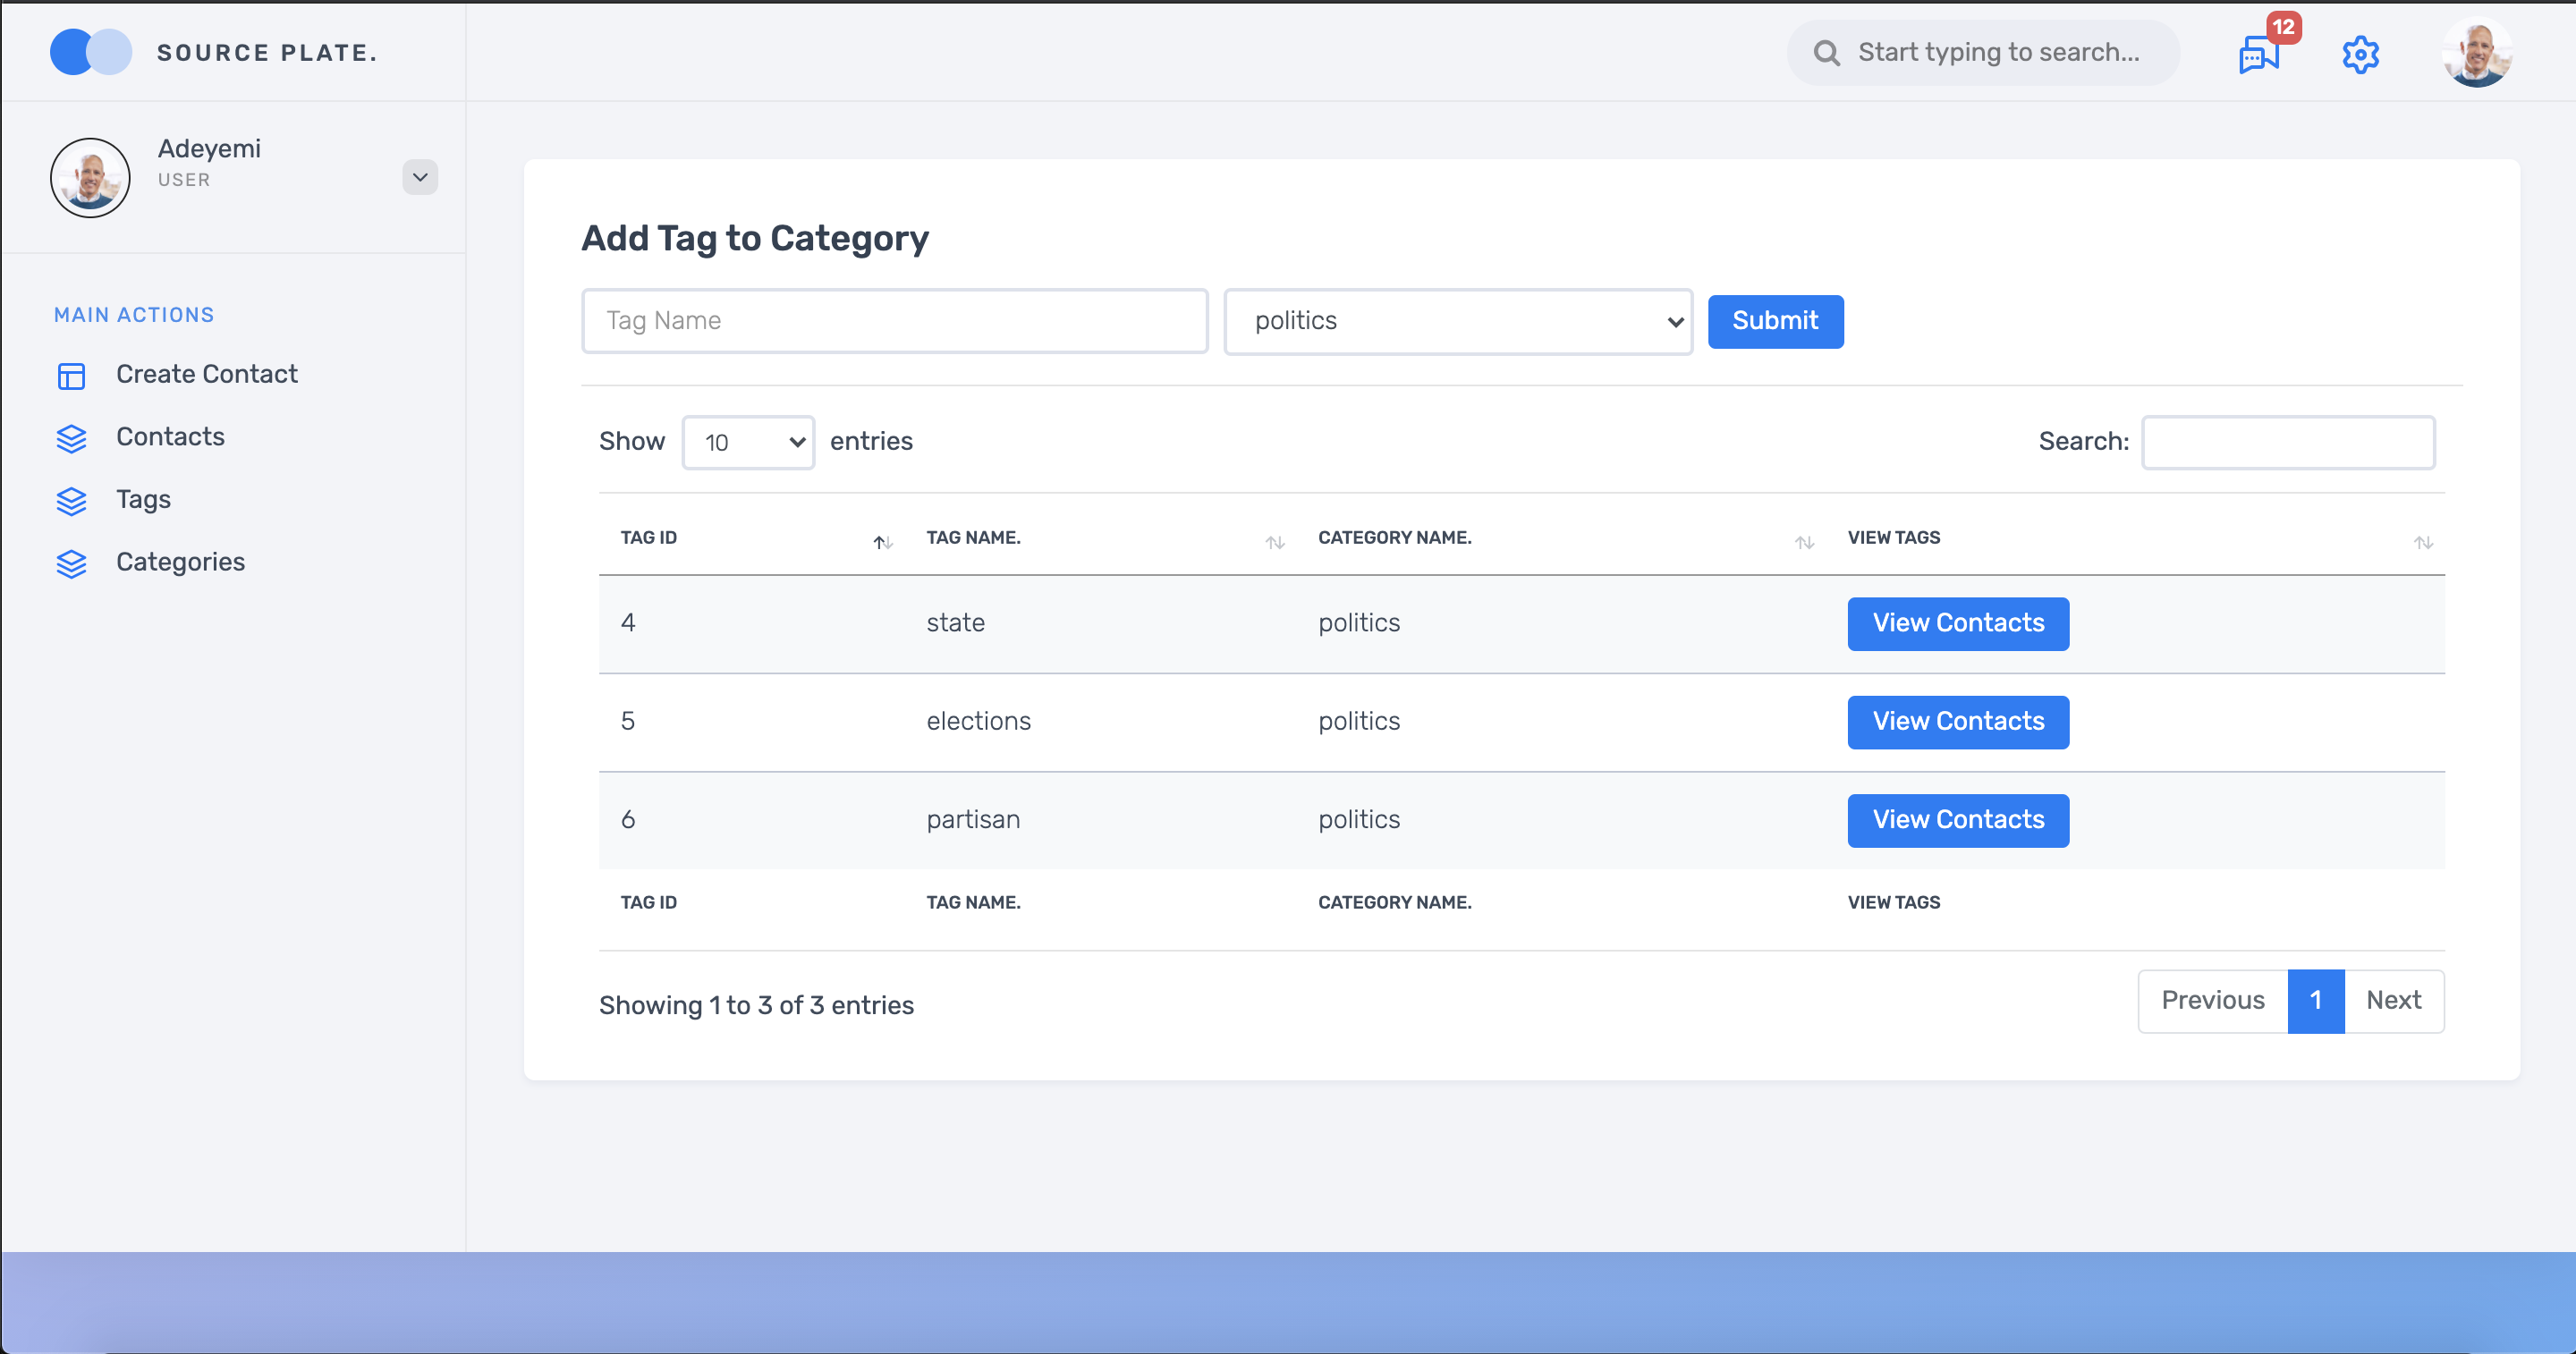 SOURCE PLATE.
Start typing to search...
12
Adeyemi
USER
MAIN ACTIONS
Create Contact
Contacts
Tags
Categories
Add Tag to Category
Tag Name
politics
Submit
Show 10 entries
Search:
TAG ID TAG NAME. CATEGORY NAME. VIEW TAGS
4 state politics View Contacts
5 elections politics View Contacts
6 partisan politics View Contacts
TAG ID TAG NAME. CATEGORY NAME. VIEW TAGS
Showing 1 to 3 of 3 entries
Previous 1 Next